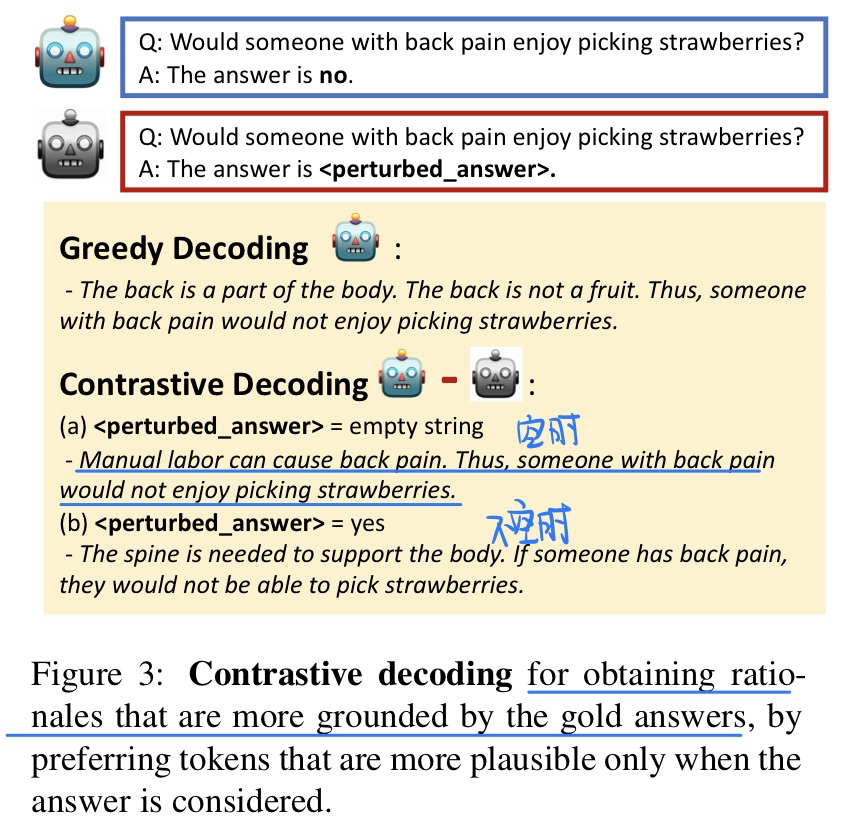 Q: Would someone with back pain enjoy picking strawberries?
A: The answer is no.
Q: Would someone with back pain enjoy picking strawberries?
A: The answer is <perturbed_answer>.
Greedy Decoding :
- The back is a part of the body. The back is not a fruit. Thus, someone
with back pain would not enjoy picking strawberries.
Contrastive Decoding - :
(a) <perturbed_answer> = empty string 空时
- Manual labor can cause back pain. Thus, someone with back pain
would not enjoy picking strawberries.
(b) <perturbed_answer> = yes 不空时
- The spine is needed to support the body. If someone has back pain,
they would not be able to pick strawberries.
Figure 3: Contrastive decoding for obtaining ratio-
nales that are more grounded by the gold answers, by
preferring tokens that are more plausible only when the
answer is considered.